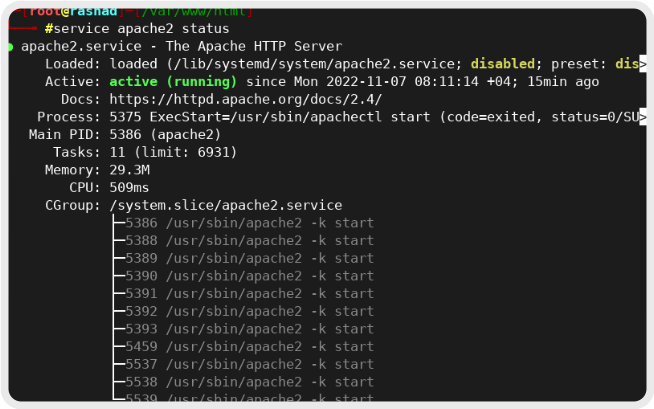 [root@rashad]─[/var/www/html]
#service apache2 status
● apache2.service - The Apache HTTP Server
Loaded: loaded (/lib/systemd/system/apache2.service; disabled; preset: dis>
Active: active (running) since Mon 2022-11-07 08:11:14 +04; 15min ago
Docs: https://httpd.apache.org/docs/2.4/
Process: 5375 ExecStart=/usr/sbin/apachectl start (code=exited, status=0/SU>
Main PID: 5386 (apache2)
Tasks: 11 (limit: 6931)
Memory: 29.3M
CPU: 509ms
CGroup: /system.slice/apache2.service
├─5386 /usr/sbin/apache2 -k start
├─5388 /usr/sbin/apache2 -k start
├─5389 /usr/sbin/apache2 -k start
├─5390 /usr/sbin/apache2 -k start
├─5391 /usr/sbin/apache2 -k start
├─5392 /usr/sbin/apache2 -k start
├─5393 /usr/sbin/apache2 -k start
├─5459 /usr/sbin/apache2 -k start
├─5537 /usr/sbin/apache2 -k start
├─5538 /usr/sbin/apache2 -k start
├─5539 /usr/sbin/apache2 -k start